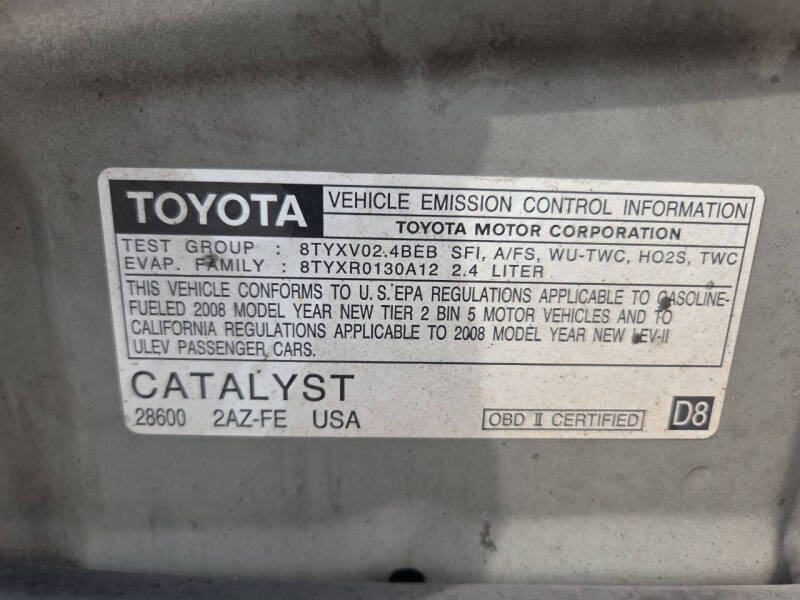 TOYOTA
VEHICLE EMISSION CONTROL INFORMATION
TOYOTA MOTOR CORPORATION
TEST GROUP : 8TYXV02.4BEB SFI, A/FS, WU-TWC, HO2S, TWC
EVAP. FAMILY : 8TYXR0130A12 2.4 LITER
THIS VEHICLE CONFORMS TO U.S.EPA REGULATIONS APPLICABLE TO GASOLINE-
FUELED 2008 MODEL YEAR NEW TIER 2 BIN 5 MOTOR VEHICLES AND TO
CALIFORNIA REGULATIONS APPLICABLE TO 2008 MODEL YEAR NEW LEV-II
ULEV PASSENGER CARS.
CATALYST
28600 2AZ-FE USA
OBD II CERTIFIED
D8